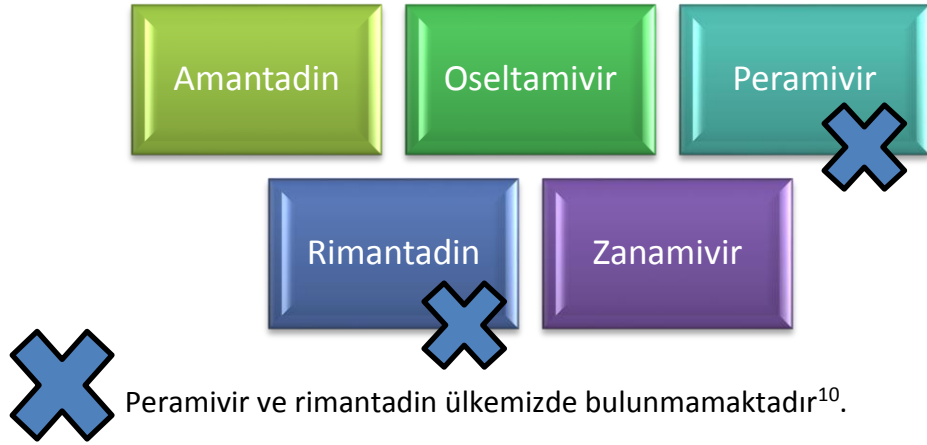 Amantadin Oseltamivir Peramivir
Rimantadin Zanamivir
Peramivir ve rimantadin ülkemizde bulunmamaktadır¹⁰.